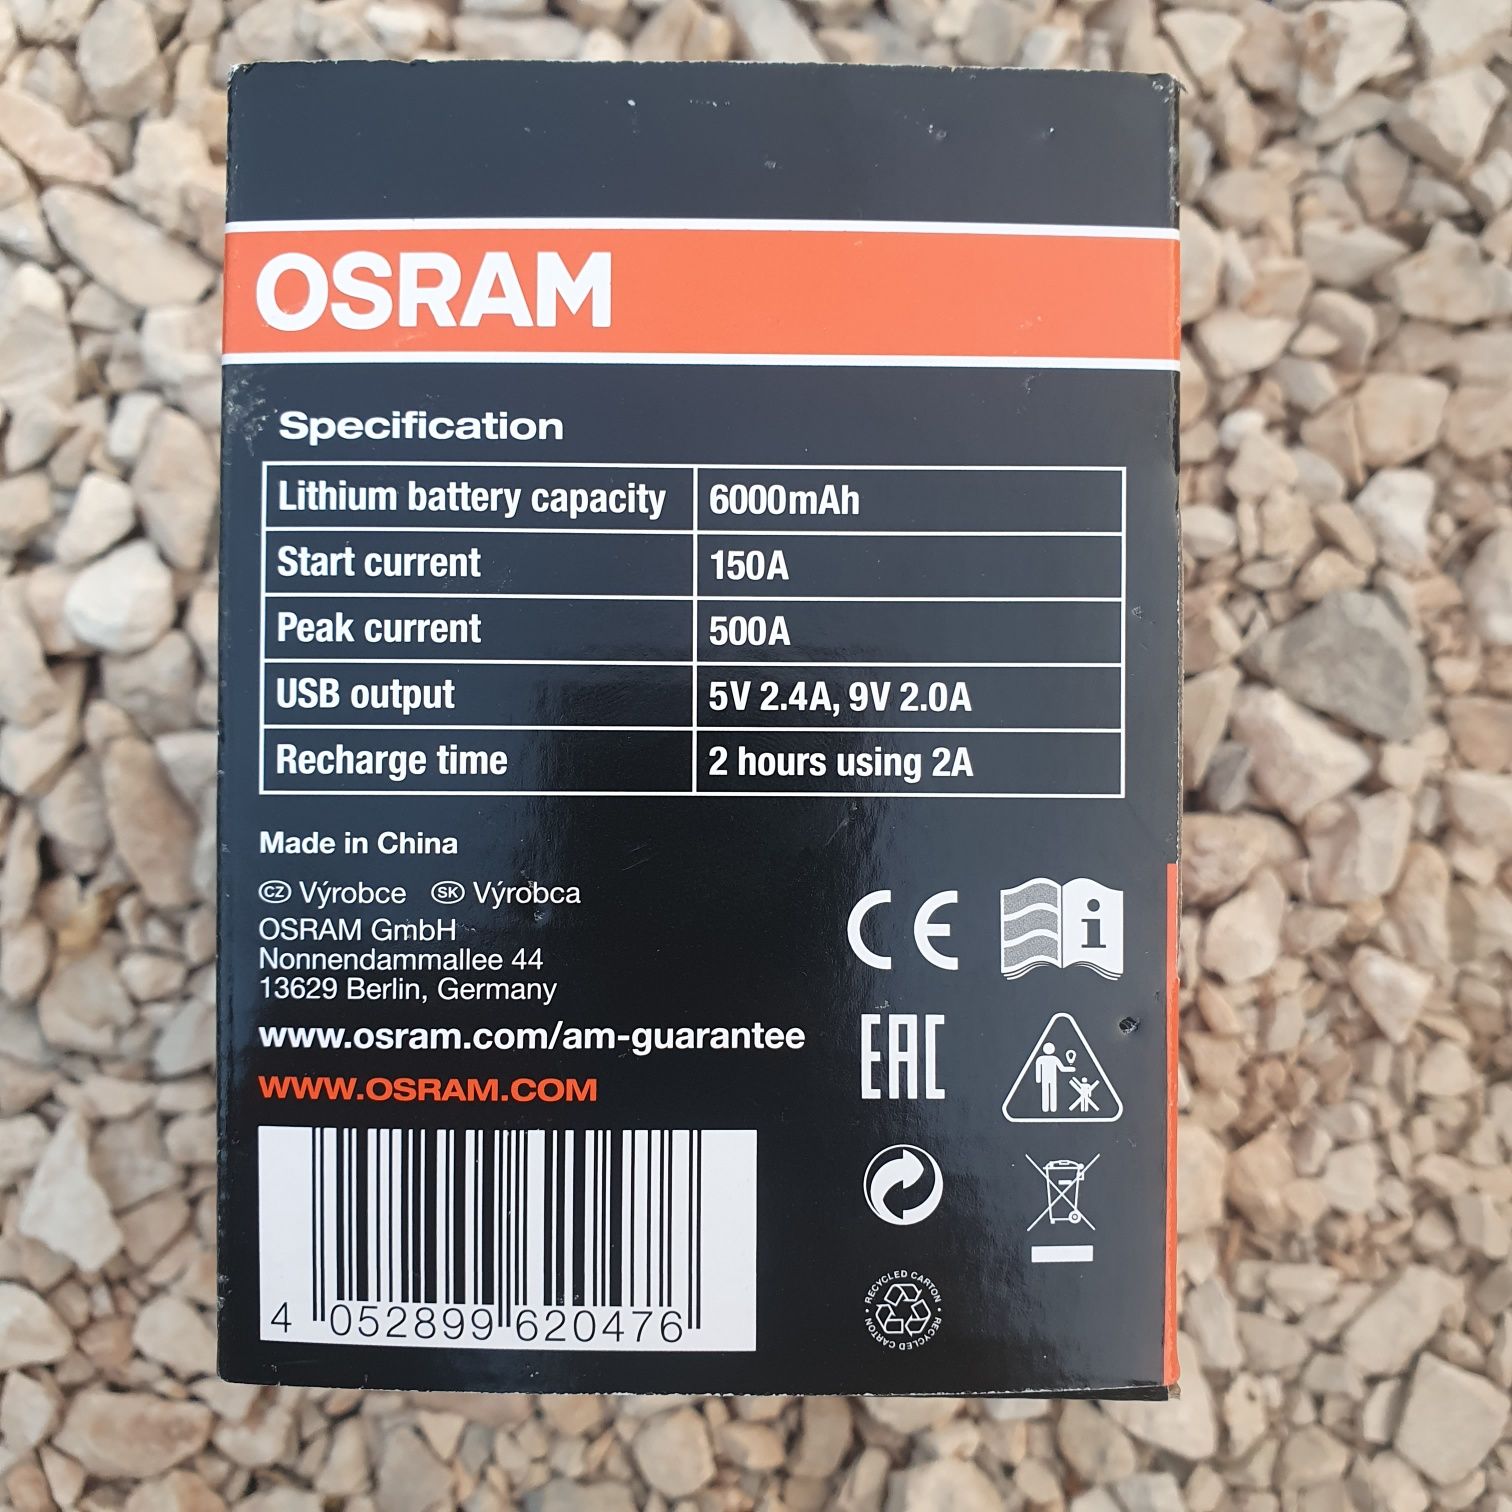 OSRAM
Specification
Lithium battery capacity 6000mAh
Start current 150A
Peak current 500A
USB output 5V 2.4A, 9V 2.0A
Recharge time 2 hours using 2A
Made in China
CZ Výrobce SK Výrobca
OSRAM GmbH
Nonnendammallee 44
13629 Berlin, Germany
www.osram.com/am-guarantee
WWW.OSRAM.COM
CE
i
EAC
RECYCLED CARTON • RECYCLED CARTON •
4 052899 620476